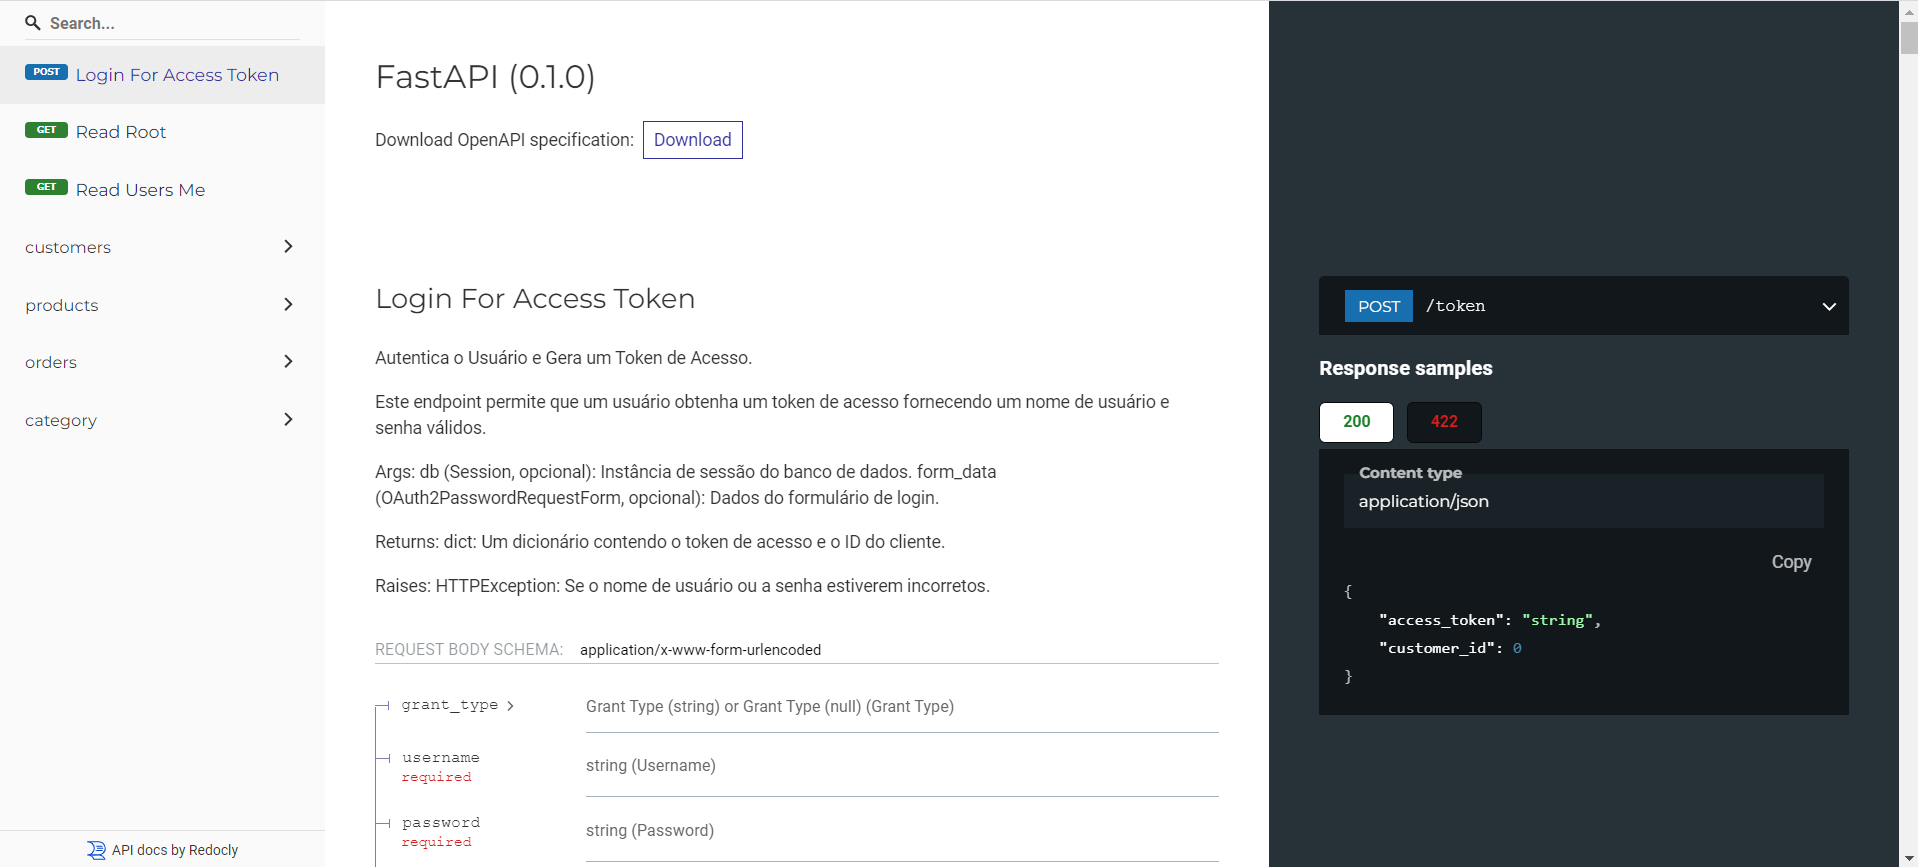 Search...
POST Login For Access Token
GET Read Root
GET Read Users Me
customers
products
orders
category
API docs by Redocly
FastAPI (0.1.0)
Download OpenAPI specification: Download
Login For Access Token
Autentica o Usuário e Gera um Token de Acesso.
Este endpoint permite que um usuário obtenha um token de acesso fornecendo um nome de usuário e
senha válidos.
Args: db (Session, opcional): Instância de sessão do banco de dados. form_data
(OAuth2PasswordRequestForm, opcional): Dados do formulário de login.
Returns: dict: Um dicionário contendo o token de acesso e o ID do cliente.
Raises: HTTPException: Se o nome de usuário ou a senha estiverem incorretos.
REQUEST BODY SCHEMA: application/x-www-form-urlencoded
grant_type Grant Type (string) or Grant Type (null) (Grant Type)
username
required
string (Username)
password
required
string (Password)
POST /token
Response samples
200 422
Content type
application/json
Copy
{
"access_token": "string",
"customer_id": 0
}